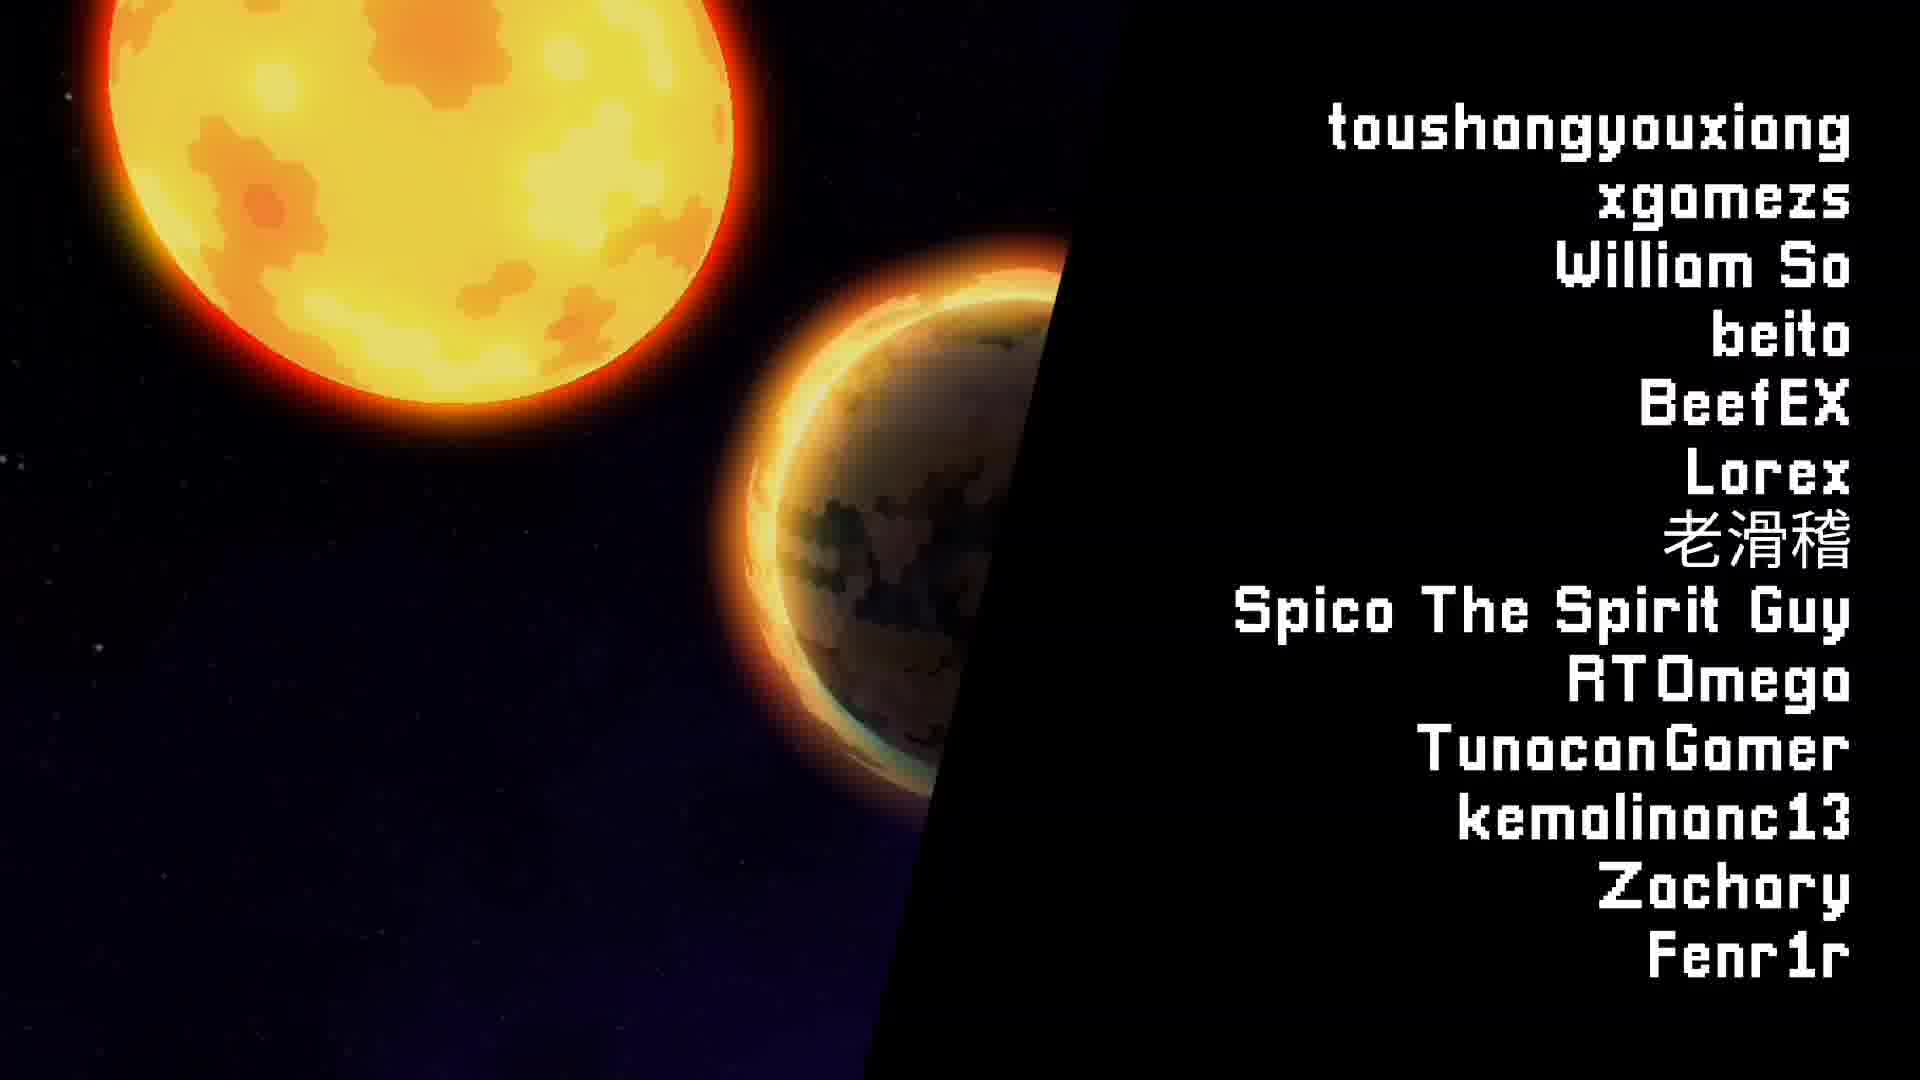 toushangyouxiang
xgamezs
William So
beito
BeefEX
Lorex
老滑稽
Spico The Spirit Guy
RTOmega
TunacanGamer
kemalinanc13
Zachary
Fenr1r